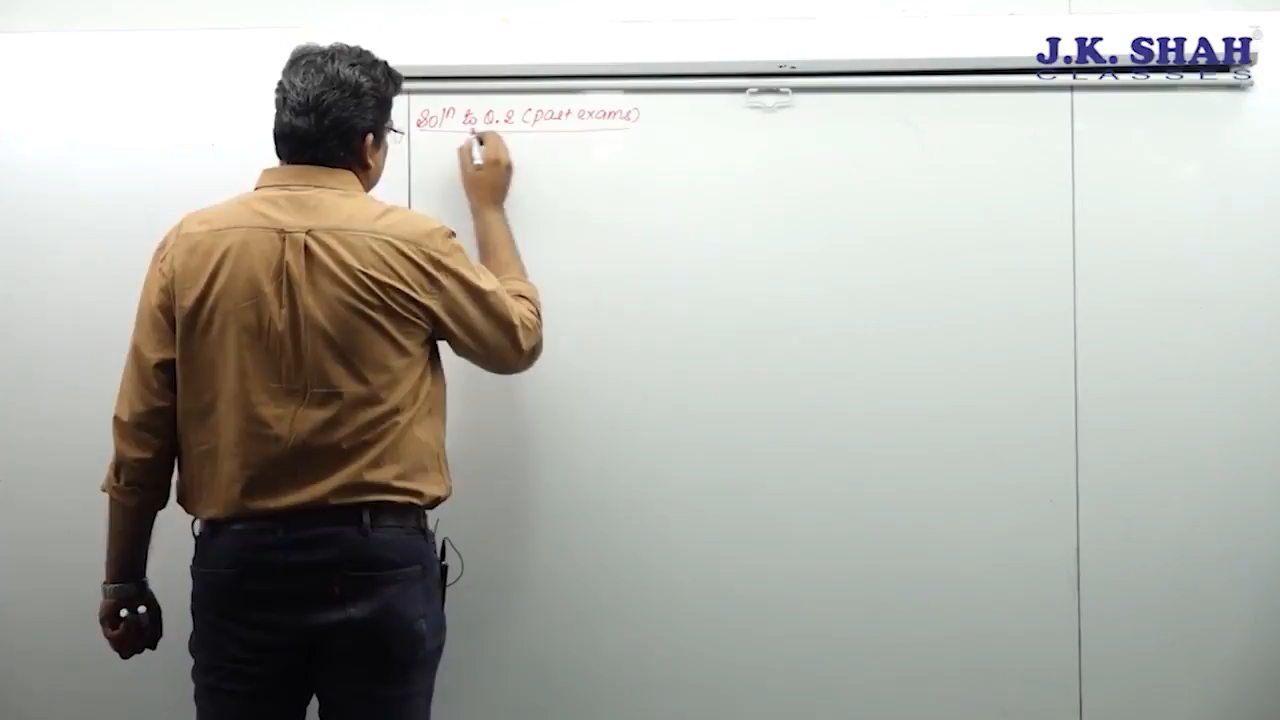 J.K. SHAH
CLASSES
Solⁿ to Q.2 (past exams)